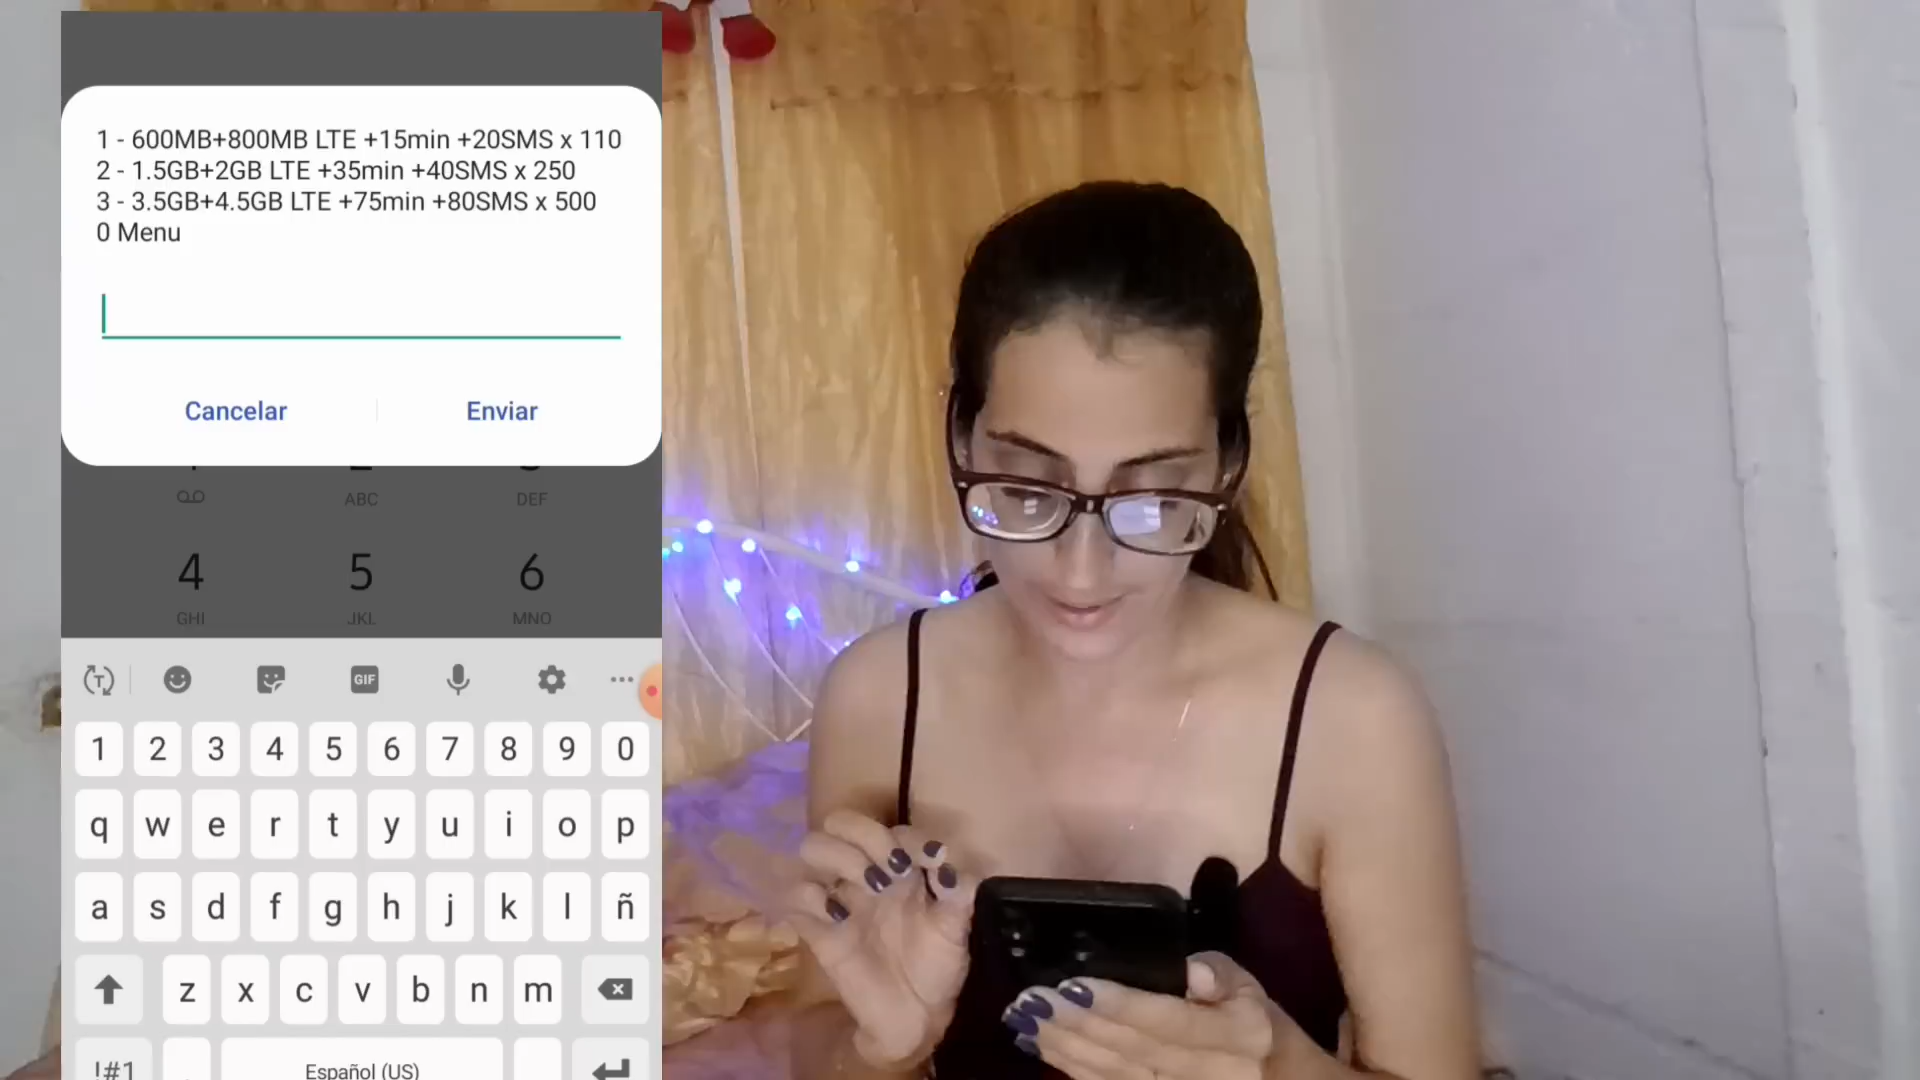 1 - 600MB+800MB LTE +15min +20SMS x 110
2 - 1.5GB+2GB LTE +35min +40SMS x 250
3 - 3.5GB+4.5GB LTE +75min +80SMS x 500
0 Menu
Cancelar
Enviar
ABC
DEF
4
5
6
GHI
JKL
MNO
T
GIF
1 2 3 4 5 6 7 8 9 0
q w e r t y u i o p
a s d f g h j k l ñ
z x c v b n m
!#1
Español (US)